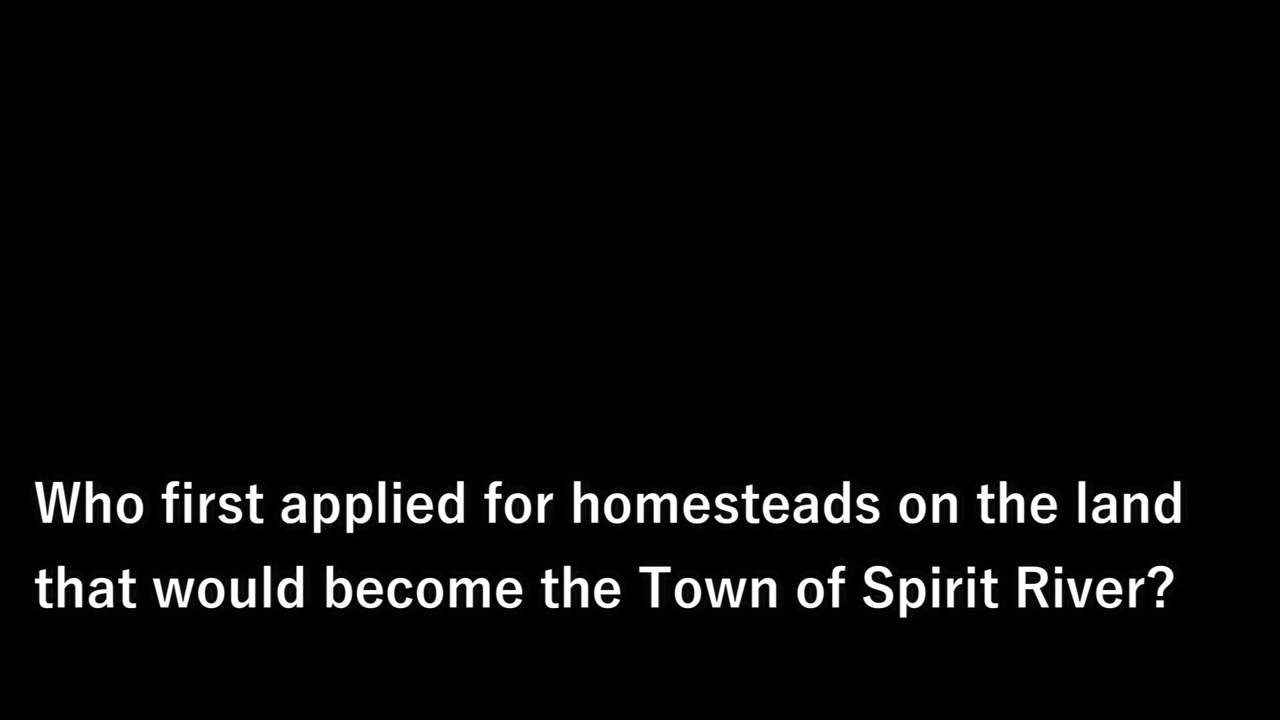 Who first applied for homesteads on the land
that would become the Town of Spirit River?